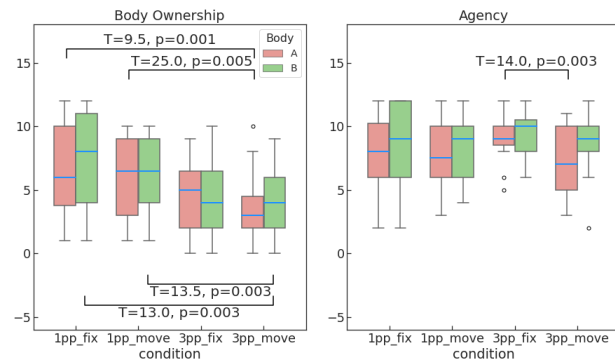 Body Ownership
T=9.5, p=0.001
T=25.0, p=0.005
Body
A
B
15
10
5
0
−5
T=13.5, p=0.003
T=13.0, p=0.003
1pp_fix 1pp_move 3pp_fix 3pp_move
condition
Agency
T=14.0, p=0.003
15
10
5
0
−5
1pp_fix 1pp_move 3pp_fix 3pp_move
condition